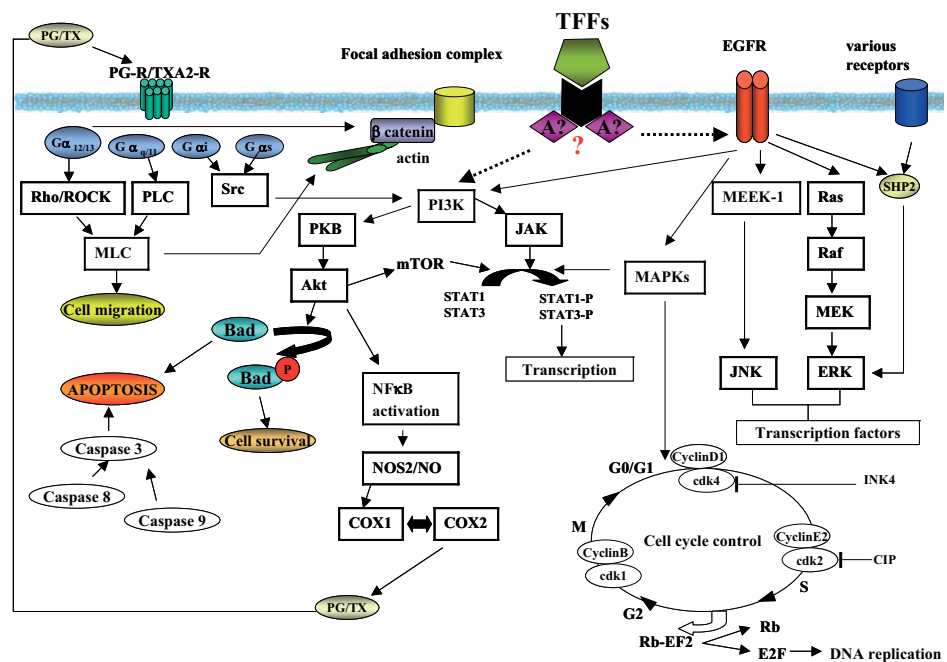 TFFs
PG/TX
Focal adhesion complex
EGFR
various
receptors
PG-R/TXA2-R
A?
A?
?
β catenin
actin
Gα 12/13
G α q/11
G αi
G αs
Rho/ROCK
PLC
Src
PI3K
MEEK-1
Ras
SHP2
PKB
JAK
MLC
Raf
mTOR
MAPKs
Akt
Cell migration
STAT1
STAT3
STAT1-P
STAT3-P
MEK
Bad
P
Bad
Transcription
JNK
ERK
APOPTOSIS
NFκB
activation
Cell survival
Transcription factors
Caspase 3
NOS2/NO
Caspase 8
Caspase 9
COX1
COX2
PG/TX
G0/G1
CyclinD1
cdk4
INK4
M
Cell cycle control
CyclinE2
cdk2
CIP
CyclinB
cdk1
S
G2
Rb-EF2
Rb
E2F
DNA replication